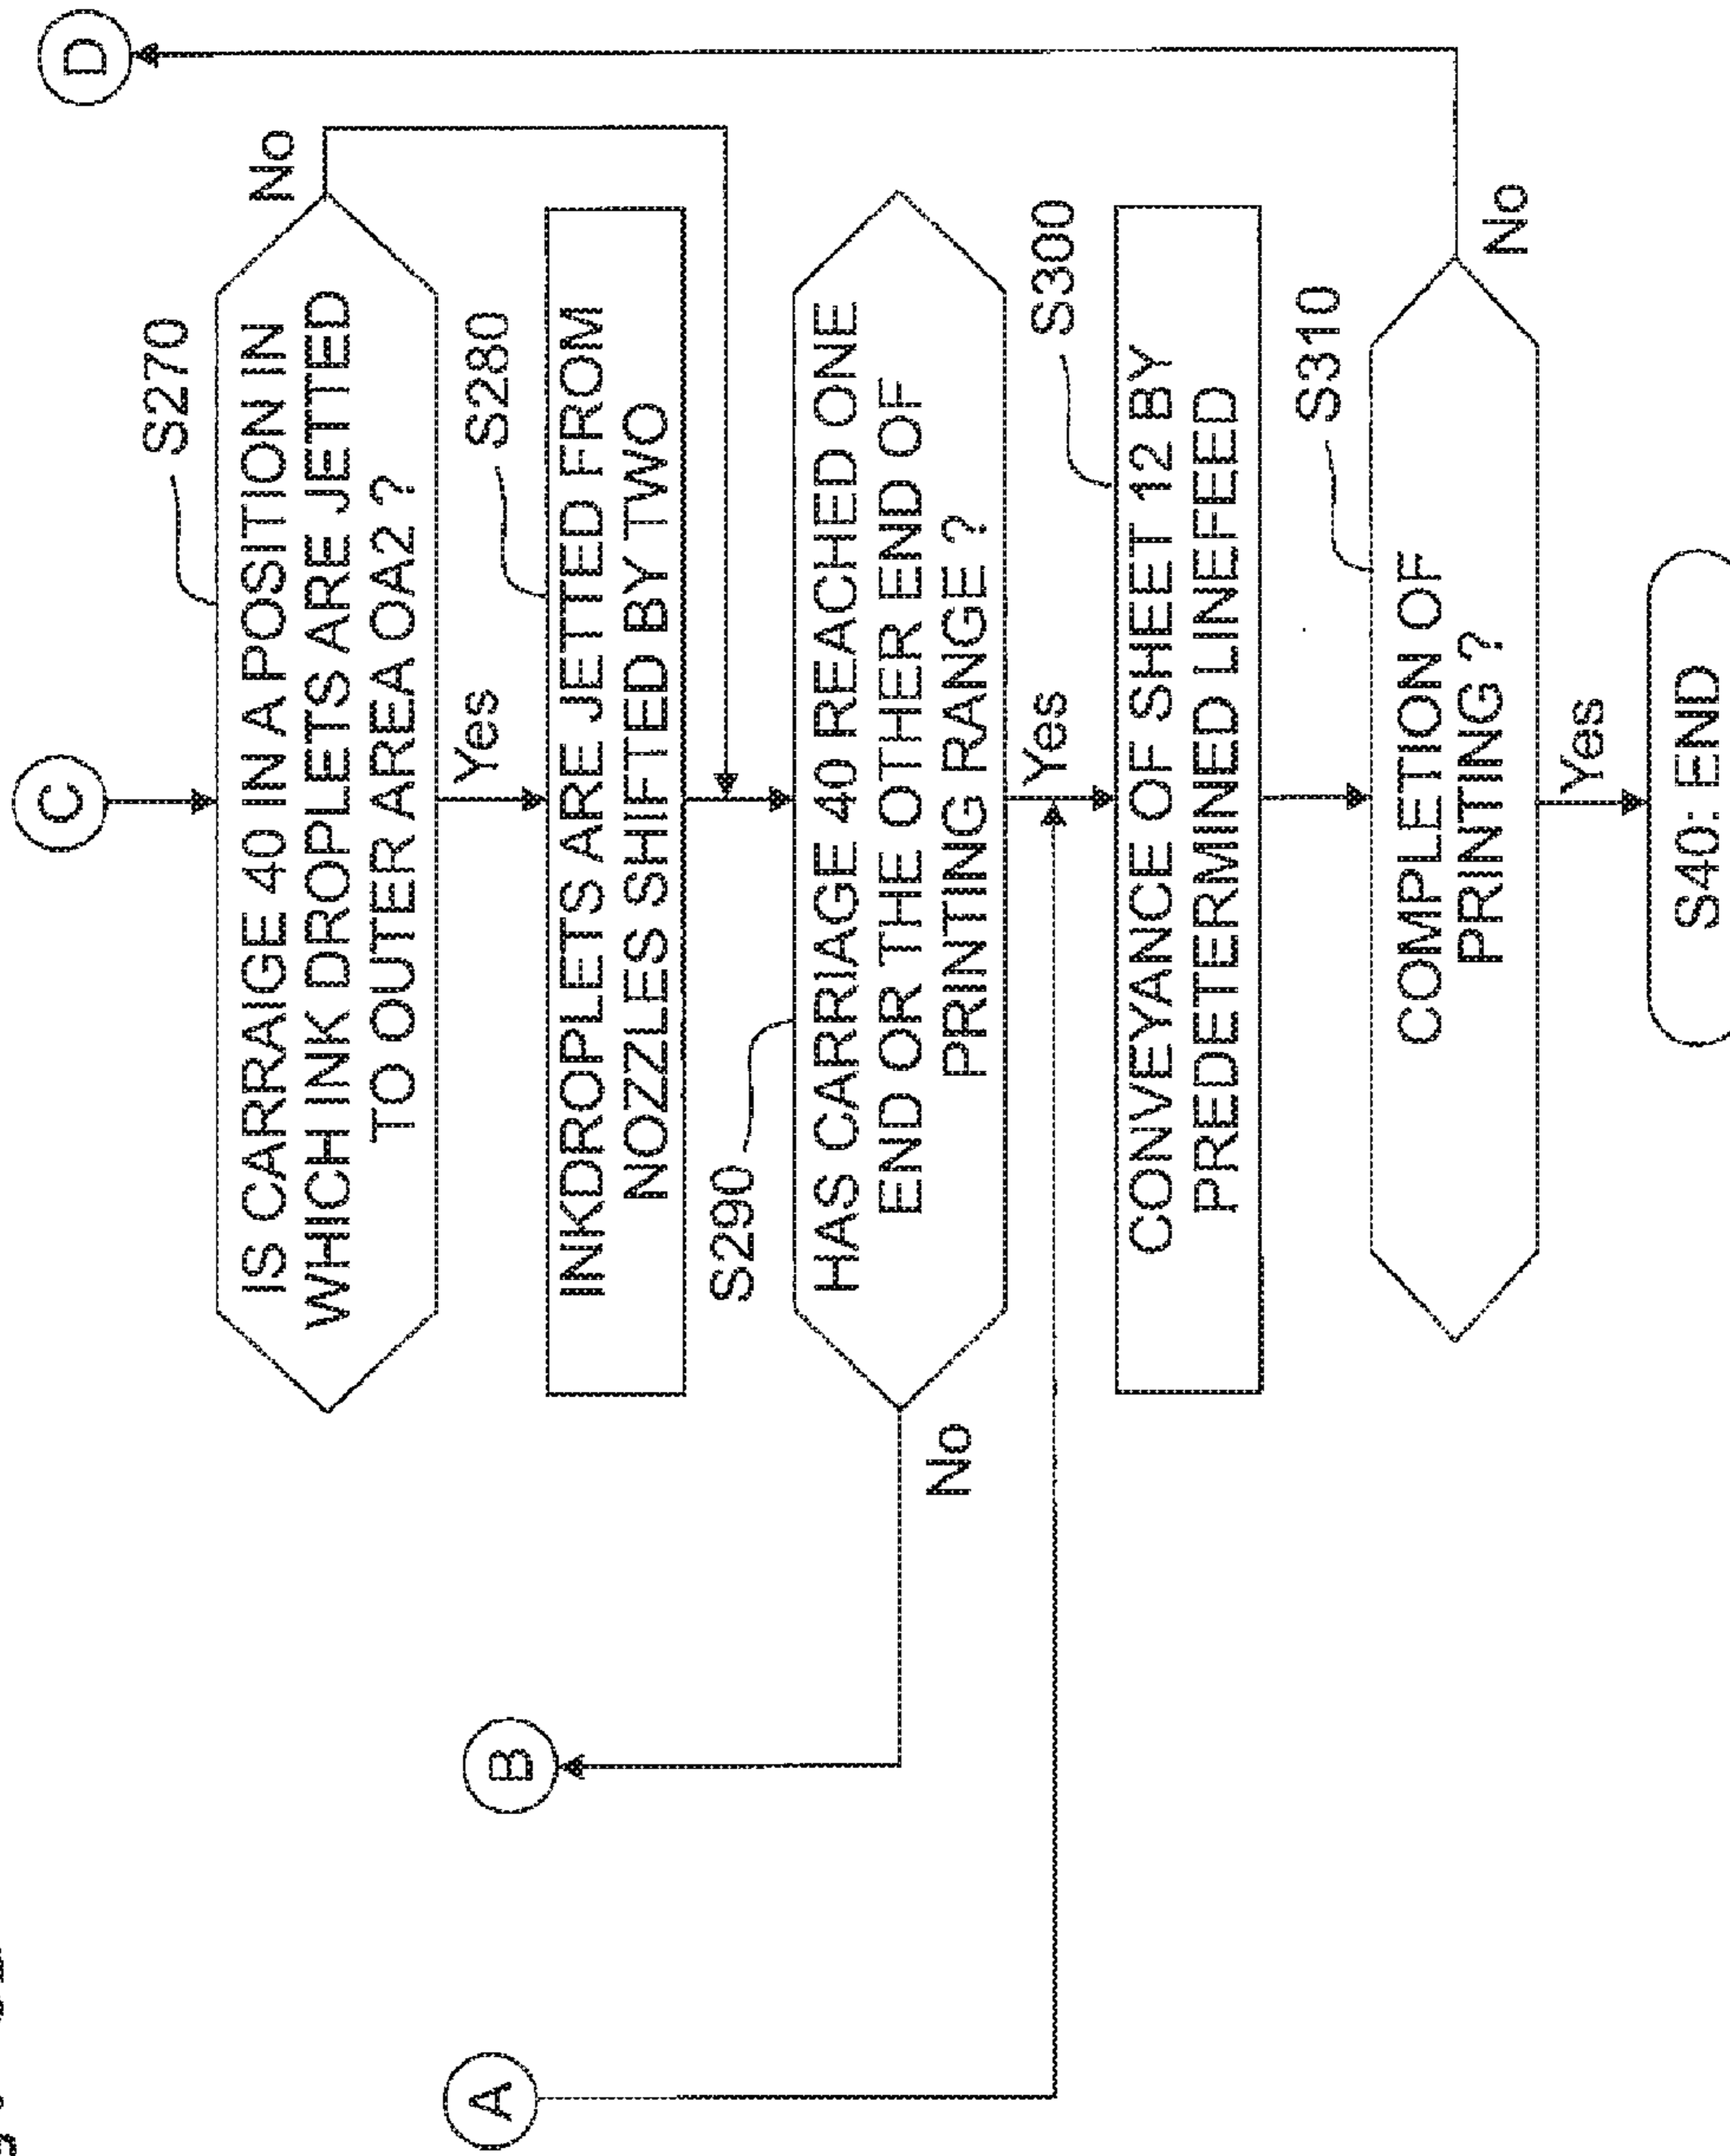 C
D
S270
IS CARRAIGE 40 IN A POSITION IN
WHICH INK DROPLETS ARE JETTED
TO OUTER AREA OA2 ?
No
Yes
S280
INKDROPLETS ARE JETTED FROM
NOZZLES SHIFTED BY TWO
B
A
S290
HAS CARRIAGE 40 REACHED ONE
END OR THE OTHER END OF
PRINTING RANGE ?
No
Yes
S300
CONVEYANCE OF SHEET 12 BY
PREDETERMINED LINEFEED
S310
COMPLETION OF
PRINTING ?
No
Yes
S40: END